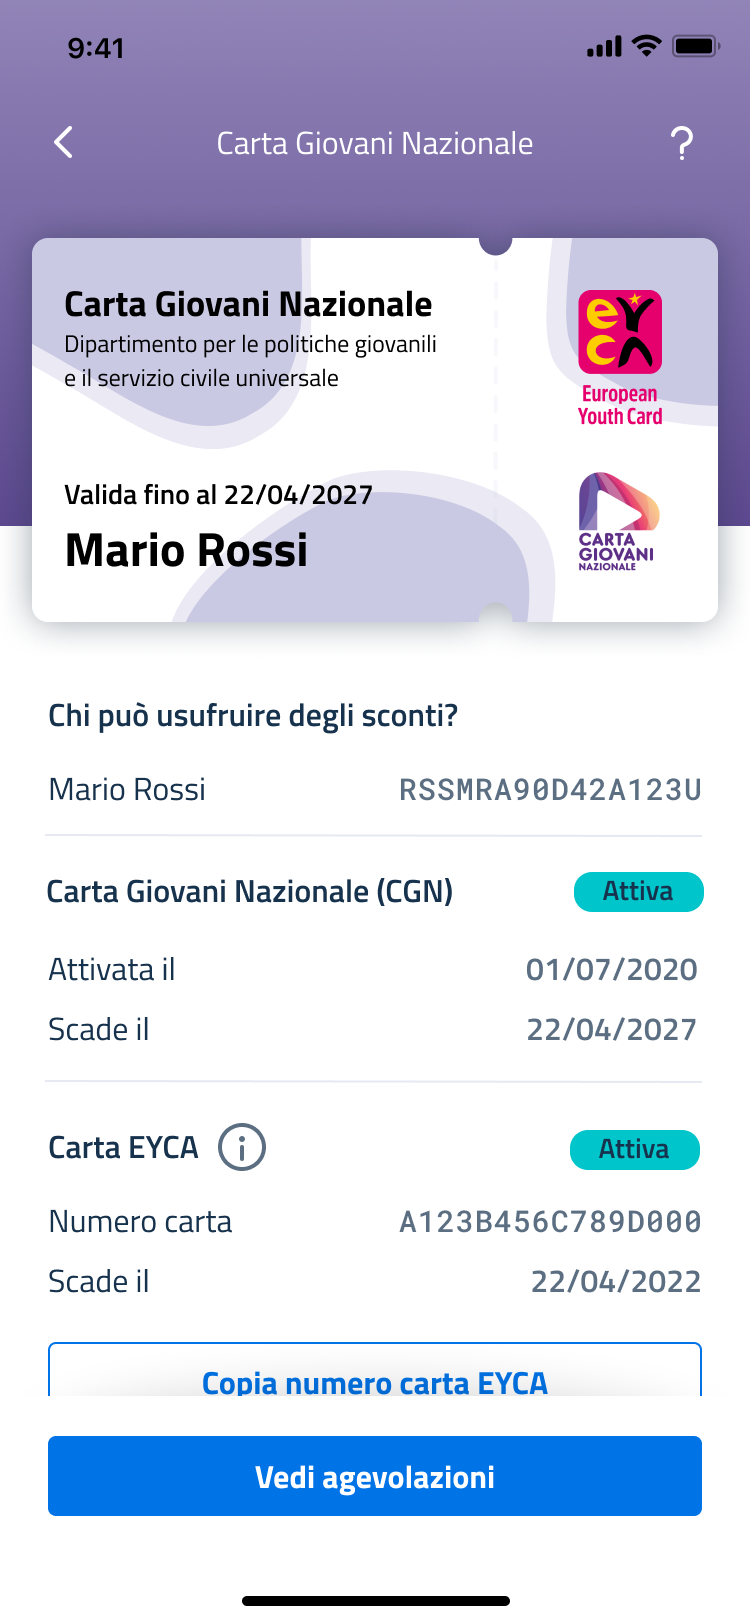 9:41
Carta Giovani Nazionale
Carta Giovani Nazionale
Dipartimento per le politiche giovanili
e il servizio civile universale
eyca
European
Youth Card
Valida fino al 22/04/2027
Mario Rossi
CARTA
GIOVANI
NAZIONALE
Chi può usufruire degli sconti?
Mario Rossi RSSMRA90D42A123U
Carta Giovani Nazionale (CGN) Attiva
Attivata il 01/07/2020
Scade il 22/04/2027
Carta EYCA Attiva
Numero carta A123B456C789D000
Scade il 22/04/2022
Copia numero carta EYCA
Vedi agevolazioni